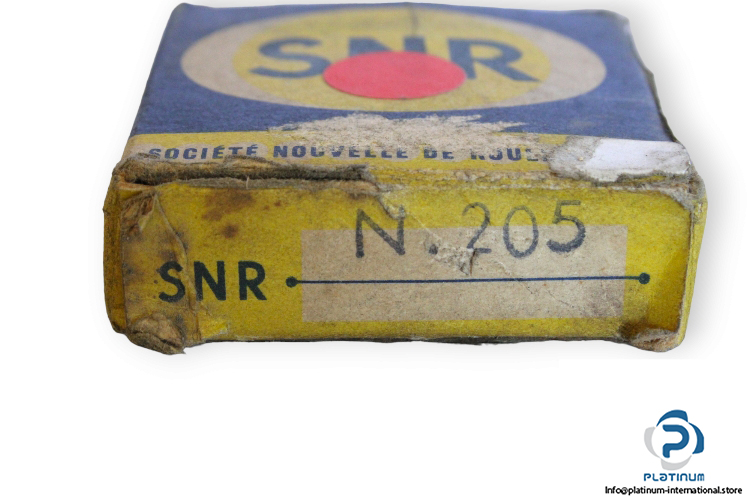 SNR
SOCIÉTÉ NOUVELLE DE
N. 205
SNR
PLATINUM
Info@platinum-international.store